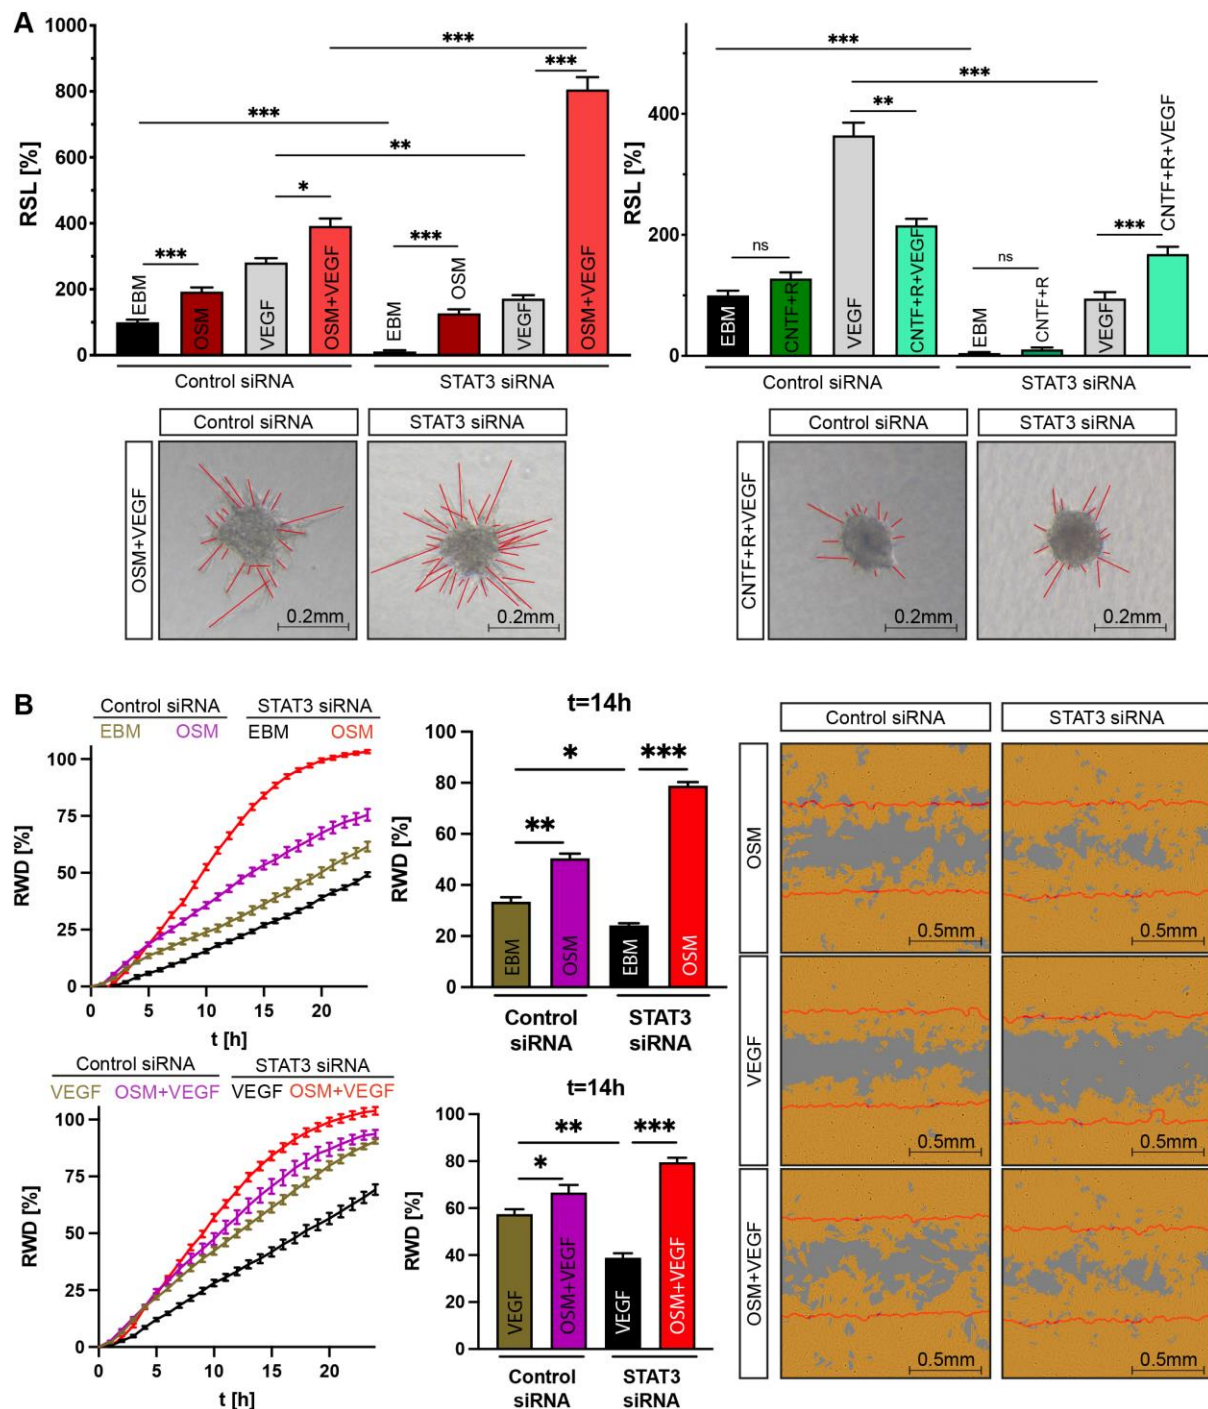 A
1000
800
600
400
200
0
RSL [%]
***
***
***
**
*
***
***
EBM
OSM
VEGF
OSM+VEGF
EBM
OSM
VEGF
OSM+VEGF
Control siRNA
STAT3 siRNA
400
200
0
RSL [%]
***
***
**
***
ns
ns
EBM
CNTF+R
VEGF
CNTF+R+VEGF
EBM
CNTF+R
VEGF
CNTF+R+VEGF
Control siRNA
STAT3 siRNA
Control siRNA
STAT3 siRNA
OSM+VEGF
0.2mm
0.2mm
Control siRNA
STAT3 siRNA
CNTF+R+VEGF
0.2mm
0.2mm
B
Control siRNA
STAT3 siRNA
EBM
OSM
EBM
OSM
100
75
50
25
0
RWD [%]
0
5
10
15
20
t [h]
t=14h
100
80
60
40
20
0
RWD [%]
*
***
**
EBM
OSM
EBM
OSM
Control
siRNA
STAT3
siRNA
Control siRNA
STAT3 siRNA
VEGF
OSM+VEGF
VEGF
OSM+VEGF
100
75
50
25
0
RWD [%]
0
5
10
15
20
t [h]
t=14h
100
80
60
40
20
0
RWD [%]
**
***
*
VEGF
OSM+VEGF
VEGF
OSM+VEGF
Control
siRNA
STAT3
siRNA
Control siRNA
STAT3 siRNA
OSM
0.5mm
0.5mm
VEGF
0.5mm
0.5mm
OSM+VEGF
0.5mm
0.5mm